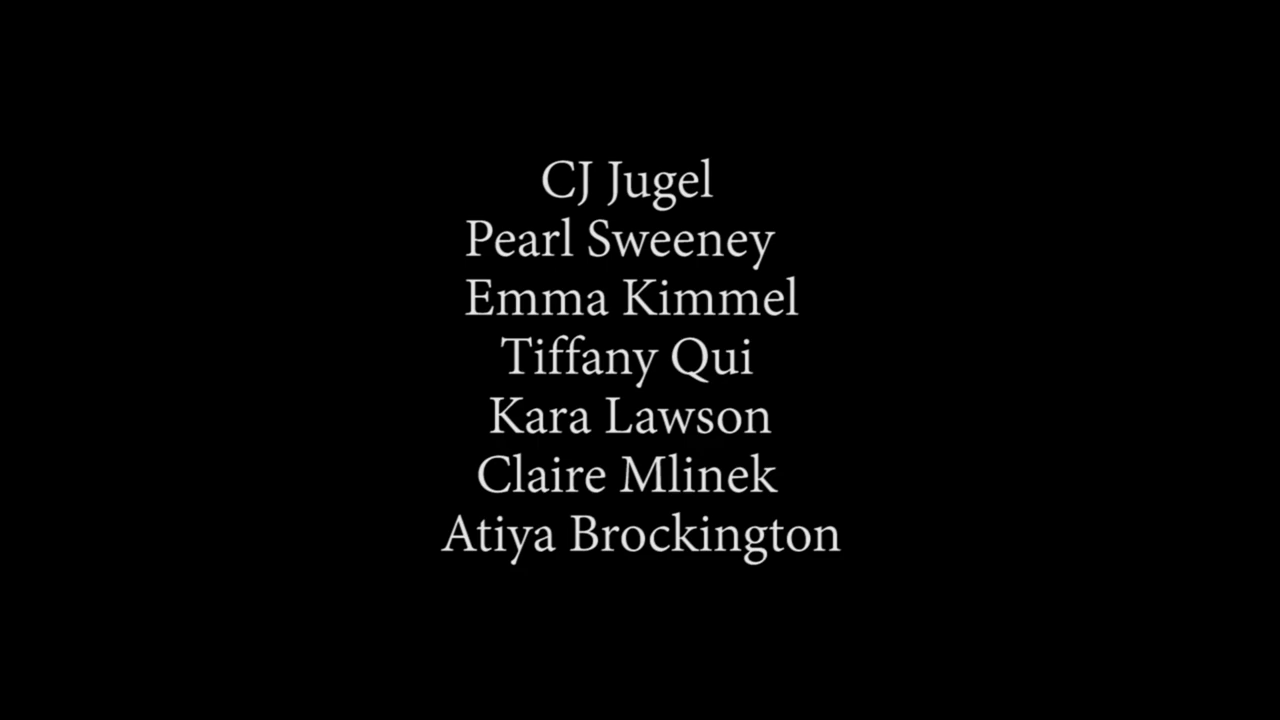 CJ Jugel
Pearl Sweeney
Emma Kimmel
Tiffany Qui
Kara Lawson
Claire Mlinek
Atiya Brockington